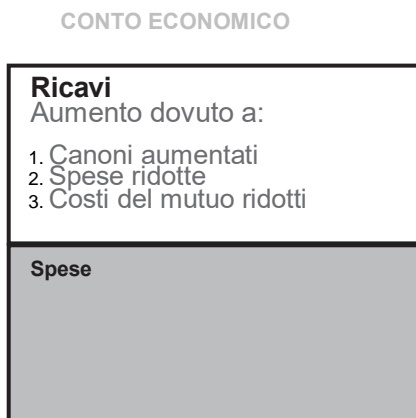 CONTO ECONOMICO
Ricavi
Aumento dovuto a:
1. Canoni aumentati
2. Spese ridotte
3. Costi del mutuo ridotti
Spese